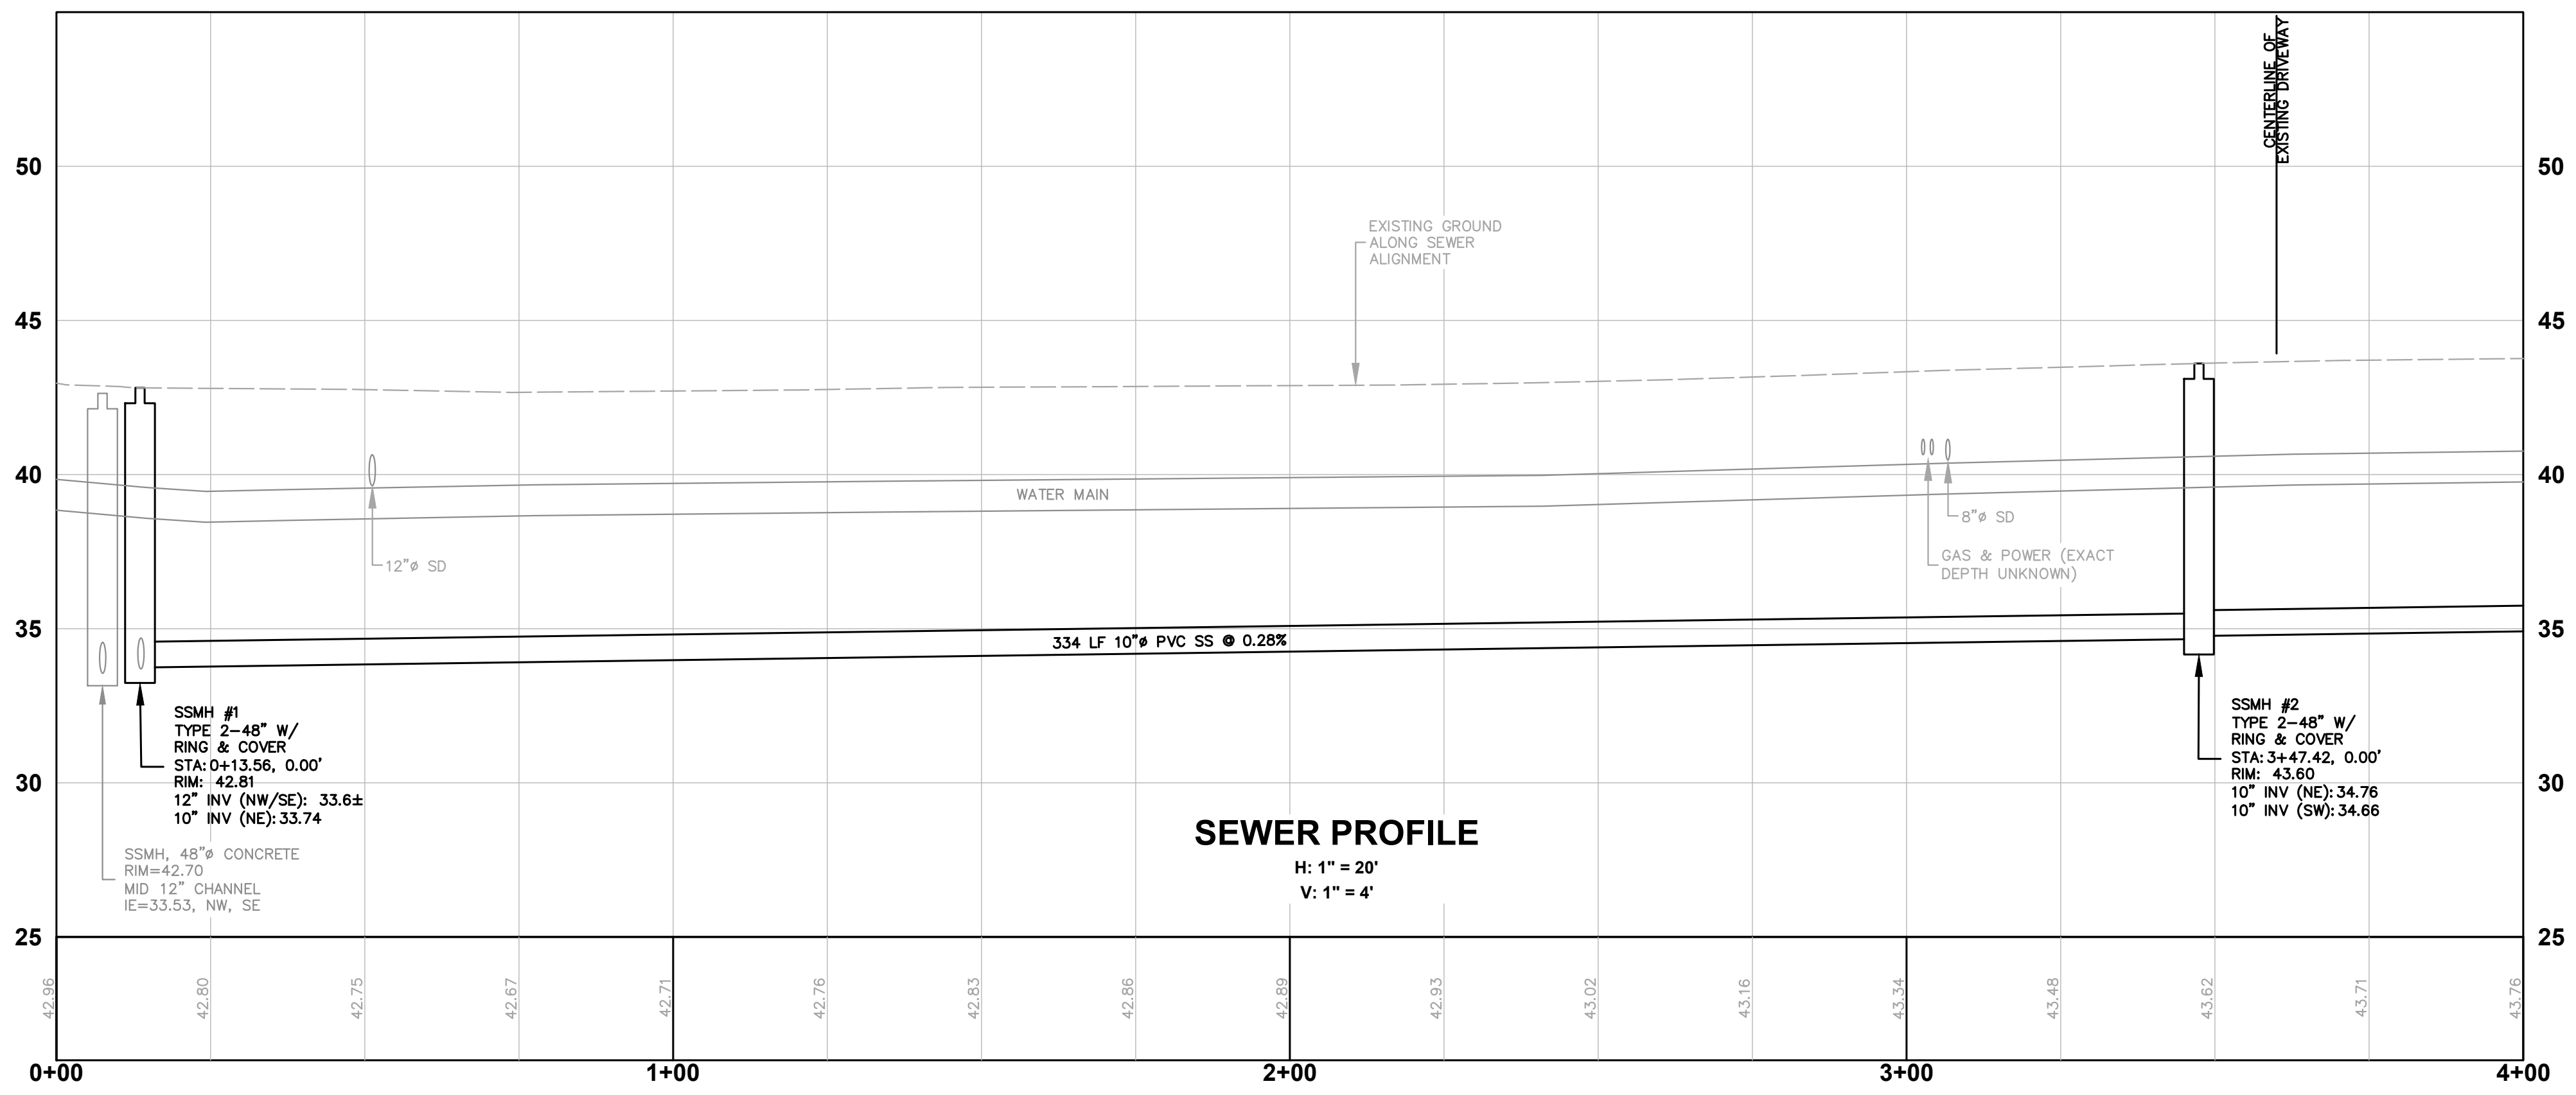 CENTERLINE OF
EXISTING DRIVEWAY
50
50
EXISTING GROUND
ALONG SEWER
ALIGNMENT
45
45
40
40
WATER MAIN
8"ø SD
12"ø SD
GAS & POWER (EXACT
DEPTH UNKNOWN)
35
35
334 LF 10"ø PVC SS @ 0.28%
SSMH #1
TYPE 2-48" W/
RING & COVER
STA: 0+13.56, 0.00'
RIM: 42.81
12" INV (NW/SE): 33.6±
10" INV (NE): 33.74
SSMH #2
TYPE 2-48" W/
RING & COVER
STA: 3+47.42, 0.00'
RIM: 43.60
10" INV (NE): 34.76
10" INV (SW): 34.66
30
30
SSMH, 48"ø CONCRETE
RIM=42.70
MID 12" CHANNEL
IE=33.53, NW, SE
SEWER PROFILE
H: 1" = 20'
V: 1" = 4'
25
25
42.96
42.80
42.75
42.67
42.71
42.76
42.83
42.86
42.89
42.93
43.02
43.16
43.34
43.48
43.62
43.71
43.76
0+00
1+00
2+00
3+00
4+00